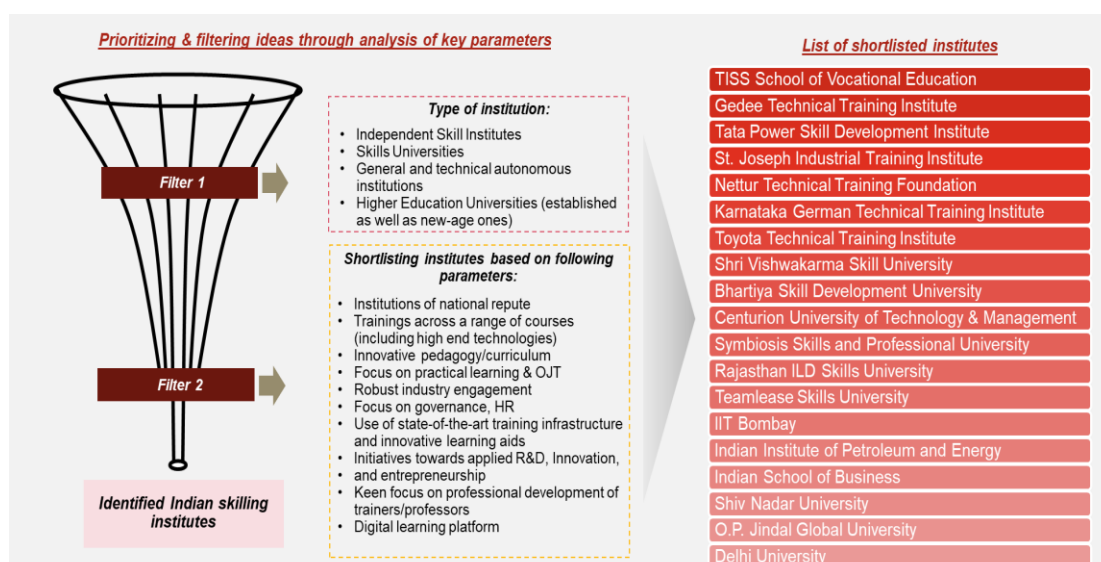 Prioritizing & filtering ideas through analysis of key parameters
Filter 1
Filter 2
Identified Indian skilling
institutes
Type of institution:
• Independent Skill Institutes
• Skills Universities
• General and technical autonomous
institutions
• Higher Education Universities (established
as well as new-age ones)
Shortlisting institutes based on following
parameters:
• Institutions of national repute
• Trainings across a range of courses
(including high end technologies)
• Innovative pedagogy/curriculum
• Focus on practical learning & OJT
• Robust industry engagement
• Focus on governance, HR
• Use of state-of-the-art training infrastructure
and innovative learning aids
• Initiatives towards applied R&D, Innovation,
• and entrepreneurship
• Keen focus on professional development of
trainers/professors
• Digital learning platform
List of shortlisted institutes
TISS School of Vocational Education
Gedee Technical Training Institute
Tata Power Skill Development Institute
St. Joseph Industrial Training Institute
Nettur Technical Training Foundation
Karnataka German Technical Training Institute
Toyota Technical Training Institute
Shri Vishwakarma Skill University
Bhartiya Skill Development University
Centurion University of Technology & Management
Symbiosis Skills and Professional University
Rajasthan ILD Skills University
Teamlease Skills University
IIT Bombay
Indian Institute of Petroleum and Energy
Indian School of Business
Shiv Nadar University
O.P. Jindal Global University
Delhi University